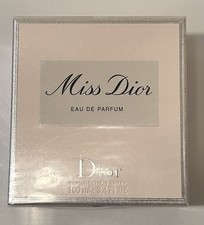 Miss Dior
EAU DE PARFUM
Dior
100 ml